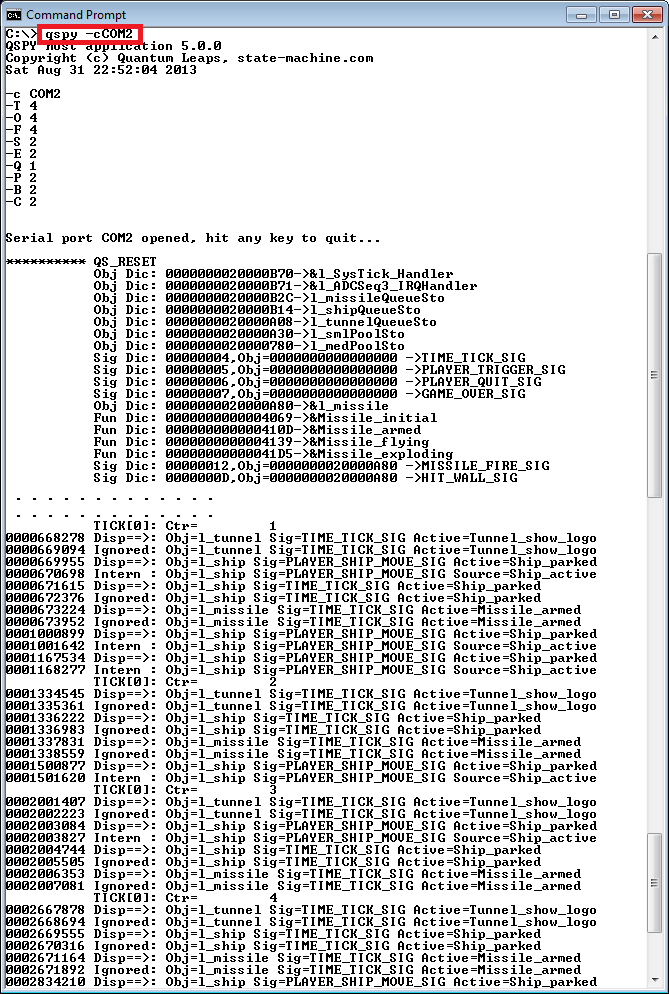 Command Prompt
C:\> qspy -cCOM2
QSPY host application 5.0.0
Copyright (c) Quantum Leaps, state-machine.com
Sat Aug 31 22:52:04 2013
-c COM2
-T 4
-O 4
-F 4
-S 2
-E 2
-Q 1
-P 2
-B 2
-C 2
Serial port COM2 opened, hit any key to quit...
********** QS_RESET
Obj Dic: 0000000020000B70->&l_SysTick_Handler
Obj Dic: 0000000020000B71->&l_ADCSeq3_IRQHandler
Obj Dic: 0000000020000B2C->l_missileQueueSto
Obj Dic: 0000000020000B14->l_shipQueueSto
Obj Dic: 0000000020000A08->l_tunnelQueueSto
Obj Dic: 0000000020000A30->l_smlPoolSto
Obj Dic: 0000000020000780->l_medPoolSto
Sig Dic: 00000004,Obj=0000000000000000 ->TIME_TICK_SIG
Sig Dic: 00000005,Obj=0000000000000000 ->PLAYER_TRIGGER_SIG
Sig Dic: 00000006,Obj=0000000000000000 ->PLAYER_QUIT_SIG
Sig Dic: 00000007,Obj=0000000000000000 ->GAME_OVER_SIG
Obj Dic: 0000000020000A80->&l_missile
Fun Dic: 0000000000004069->&Missile_initial
Fun Dic: 000000000000410D->&Missile_armed
Fun Dic: 0000000000004139->&Missile_flying
Fun Dic: 00000000000041D5->&Missile_exploding
Sig Dic: 00000012,Obj=0000000020000A80 ->MISSILE_FIRE_SIG
Sig Dic: 0000000D,Obj=0000000020000A80 ->HIT_WALL_SIG
. . . . . . . . . . . . .
. . . . . . . . . . . . .
TICK[0]: Ctr= 1
0000668278 Disp==>: Obj=l_tunnel Sig=TIME_TICK_SIG Active=Tunnel_show_logo
0000669094 Ignored: Obj=l_tunnel Sig=TIME_TICK_SIG Active=Tunnel_show_logo
0000669955 Disp==>: Obj=l_ship Sig=PLAYER_SHIP_MOVE_SIG Active=Ship_parked
0000670698 Intern : Obj=l_ship Sig=PLAYER_SHIP_MOVE_SIG Source=Ship_active
0000671615 Disp==>: Obj=l_ship Sig=TIME_TICK_SIG Active=Ship_parked
0000672376 Ignored: Obj=l_ship Sig=TIME_TICK_SIG Active=Ship_parked
0000673224 Disp==>: Obj=l_missile Sig=TIME_TICK_SIG Active=Missile_armed
0000673952 Ignored: Obj=l_missile Sig=TIME_TICK_SIG Active=Missile_armed
0001000899 Disp==>: Obj=l_ship Sig=PLAYER_SHIP_MOVE_SIG Active=Ship_parked
0001001642 Intern : Obj=l_ship Sig=PLAYER_SHIP_MOVE_SIG Source=Ship_active
0001167534 Disp==>: Obj=l_ship Sig=PLAYER_SHIP_MOVE_SIG Active=Ship_parked
0001168277 Intern : Obj=l_ship Sig=PLAYER_SHIP_MOVE_SIG Source=Ship_active
TICK[0]: Ctr= 2
0001334545 Disp==>: Obj=l_tunnel Sig=TIME_TICK_SIG Active=Tunnel_show_logo
0001335361 Ignored: Obj=l_tunnel Sig=TIME_TICK_SIG Active=Tunnel_show_logo
0001336222 Disp==>: Obj=l_ship Sig=TIME_TICK_SIG Active=Ship_parked
0001336983 Ignored: Obj=l_ship Sig=TIME_TICK_SIG Active=Ship_parked
0001337831 Disp==>: Obj=l_missile Sig=TIME_TICK_SIG Active=Missile_armed
0001338559 Ignored: Obj=l_missile Sig=TIME_TICK_SIG Active=Missile_armed
0001500877 Disp==>: Obj=l_ship Sig=PLAYER_SHIP_MOVE_SIG Active=Ship_parked
0001501620 Intern : Obj=l_ship Sig=PLAYER_SHIP_MOVE_SIG Source=Ship_active
TICK[0]: Ctr= 3
0002001407 Disp==>: Obj=l_tunnel Sig=TIME_TICK_SIG Active=Tunnel_show_logo
0002002223 Ignored: Obj=l_tunnel Sig=TIME_TICK_SIG Active=Tunnel_show_logo
0002003084 Disp==>: Obj=l_ship Sig=PLAYER_SHIP_MOVE_SIG Active=Ship_parked
0002003827 Intern : Obj=l_ship Sig=PLAYER_SHIP_MOVE_SIG Source=Ship_active
0002004744 Disp==>: Obj=l_ship Sig=TIME_TICK_SIG Active=Ship_parked
0002005505 Ignored: Obj=l_ship Sig=TIME_TICK_SIG Active=Ship_parked
0002006353 Disp==>: Obj=l_missile Sig=TIME_TICK_SIG Active=Missile_armed
0002007081 Ignored: Obj=l_missile Sig=TIME_TICK_SIG Active=Missile_armed
TICK[0]: Ctr= 4
0002667878 Disp==>: Obj=l_tunnel Sig=TIME_TICK_SIG Active=Tunnel_show_logo
0002668694 Ignored: Obj=l_tunnel Sig=TIME_TICK_SIG Active=Tunnel_show_logo
0002669555 Disp==>: Obj=l_ship Sig=TIME_TICK_SIG Active=Ship_parked
0002670316 Ignored: Obj=l_ship Sig=TIME_TICK_SIG Active=Ship_parked
0002671164 Disp==>: Obj=l_missile Sig=TIME_TICK_SIG Active=Missile_armed
0002671892 Ignored: Obj=l_missile Sig=TIME_TICK_SIG Active=Missile_armed
0002834210 Disp==>: Obj=l_ship Sig=PLAYER_SHIP_MOVE_SIG Active=Ship_parked